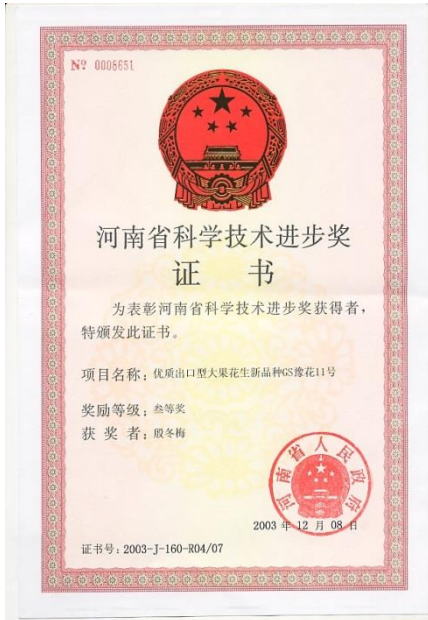 Nº 0008651
河南省科学技术进步奖
证 书
为表彰河南省科学技术进步奖获得者，
特颁发此证书。
项目名称：优质出口型大果花生新品种GS豫花11号
奖励等级：叁等奖
获 奖 者：殷冬梅
河南省人民政府
2003 年 12 月 08 日
证书号：2003-J-160-R04/07